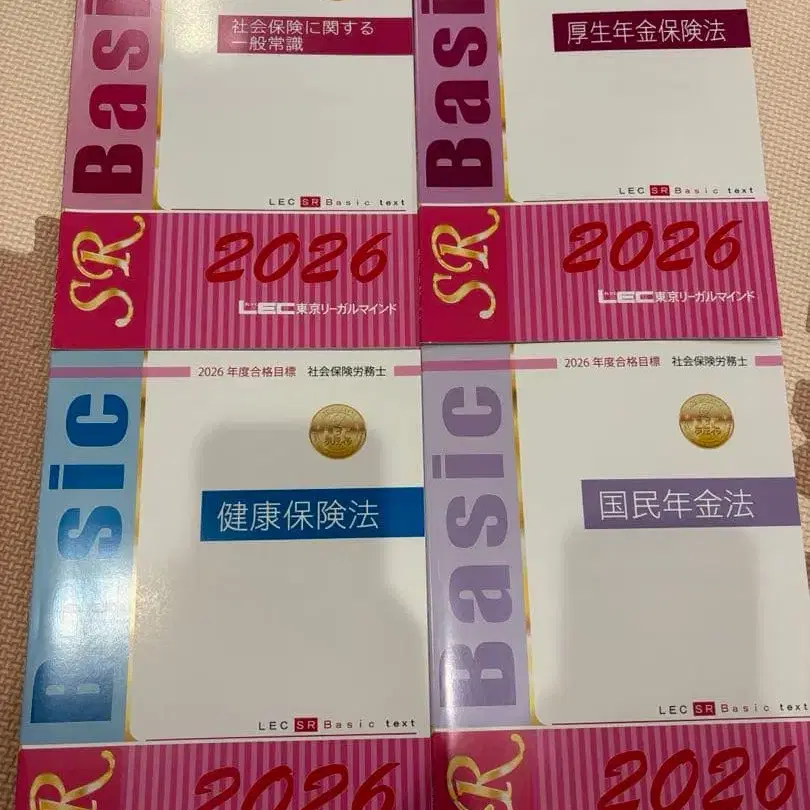 Basi
社会保険に関する
一般常識
LEC SR Basic text
SR
2026
LEC東京リーガルマインド
Basi
厚生年金保険法
LEC SR Basic text
SR
2026
LEC東京リーガルマインド
Basic
2026年度合格目標 社会保険労務士
健康保険法
LEC SR Basic text
SR
2026
Basic
2026年度合格目標 社会保険労務士
国民年金法
LEC SR Basic text
SR
2026